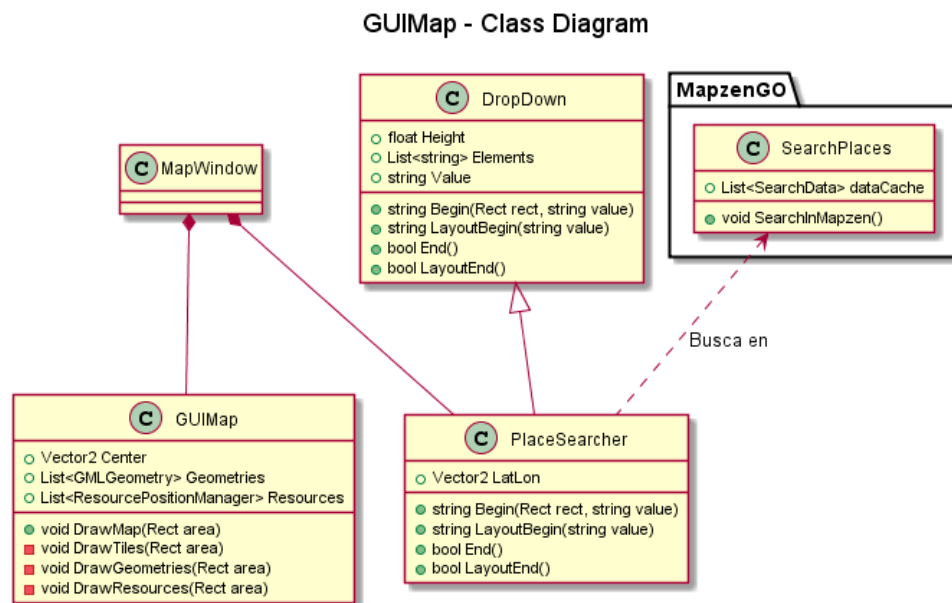 GUIMap - Class Diagram
C DropDown
float Height
List<string> Elements
string Value
string Begin(Rect rect, string value)
string LayoutBegin(string value)
bool End()
bool LayoutEnd()
MapzenGO
C SearchPlaces
List<SearchData> dataCache
void SearchInMapzen()
C MapWindow
Busca en
C GUIMap
Vector2 Center
List<GMLGeometry> Geometries
List<ResourcePositionManager> Resources
void DrawMap(Rect area)
void DrawTiles(Rect area)
void DrawGeometries(Rect area)
void DrawResources(Rect area)
C PlaceSearcher
Vector2 LatLon
string Begin(Rect rect, string value)
string LayoutBegin(string value)
bool End()
bool LayoutEnd()